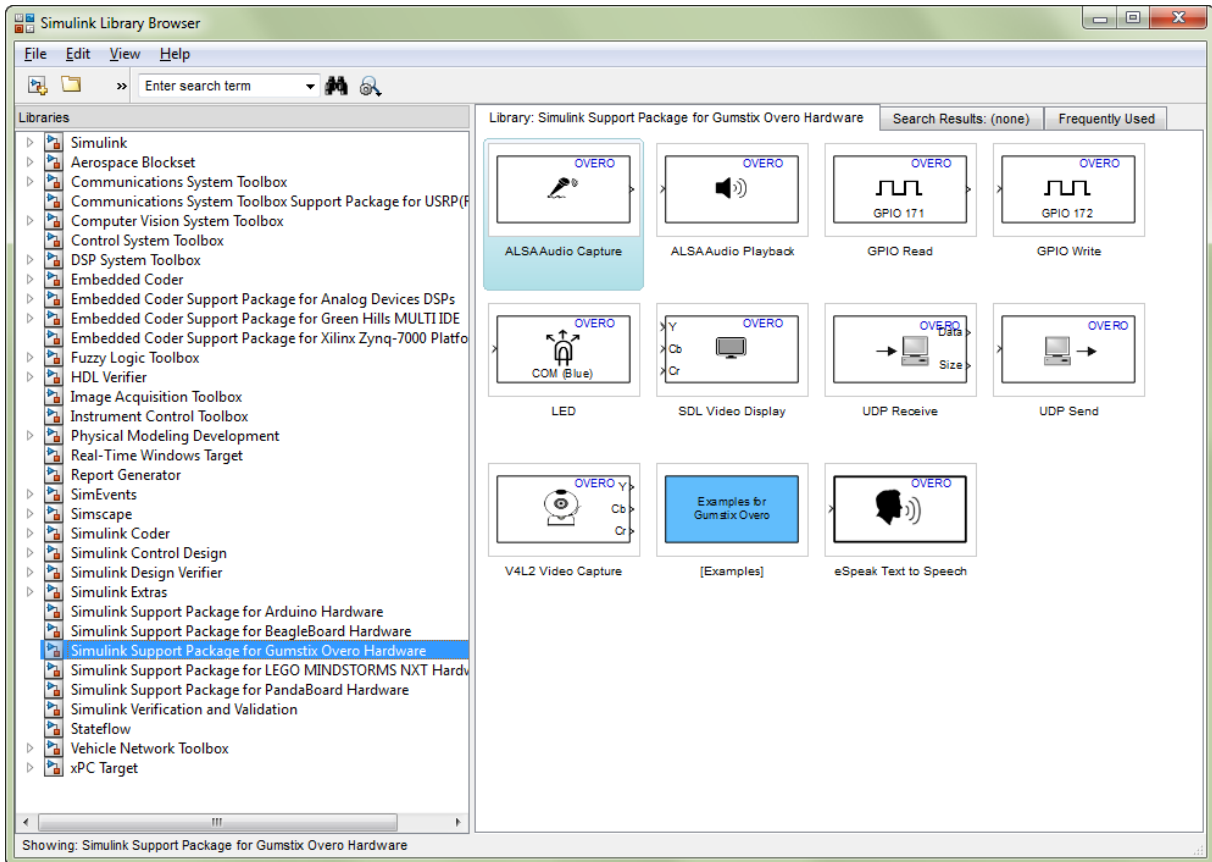 Simulink Library Browser
File Edit View Help
» Enter search term
Libraries
Simulink
Aerospace Blockset
Communications System Toolbox
Communications System Toolbox Support Package for USRP(R
Computer Vision System Toolbox
Control System Toolbox
DSP System Toolbox
Embedded Coder
Embedded Coder Support Package for Analog Devices DSPs
Embedded Coder Support Package for Green Hills MULTI IDE
Embedded Coder Support Package for Xilinx Zynq-7000 Platfo
Fuzzy Logic Toolbox
HDL Verifier
Image Acquisition Toolbox
Instrument Control Toolbox
Physical Modeling Development
Real-Time Windows Target
Report Generator
SimEvents
Simscape
Simulink Coder
Simulink Control Design
Simulink Design Verifier
Simulink Extras
Simulink Support Package for Arduino Hardware
Simulink Support Package for BeagleBoard Hardware
Simulink Support Package for Gumstix Overo Hardware
Simulink Support Package for LEGO MINDSTORMS NXT Hardw
Simulink Support Package for PandaBoard Hardware
Simulink Verification and Validation
Stateflow
Vehicle Network Toolbox
xPC Target
Library: Simulink Support Package for Gumstix Overo Hardware Search Results: (none) Frequently Used
OVERO
ALSA Audio Capture
OVERO
ALSA Audio Playback
OVERO
GPIO 171
GPIO Read
OVERO
GPIO 172
GPIO Write
OVERO
COM (Blue)
LED
OVERO
Y
Cb
Cr
SDL Video Display
OVERO
Data
Size
UDP Receive
OVERO
UDP Send
OVERO
Y
Cb
Cr
V4L2 Video Capture
Examples for
Gumstix Overo
[Examples]
OVERO
eSpeak Text to Speech
Showing: Simulink Support Package for Gumstix Overo Hardware